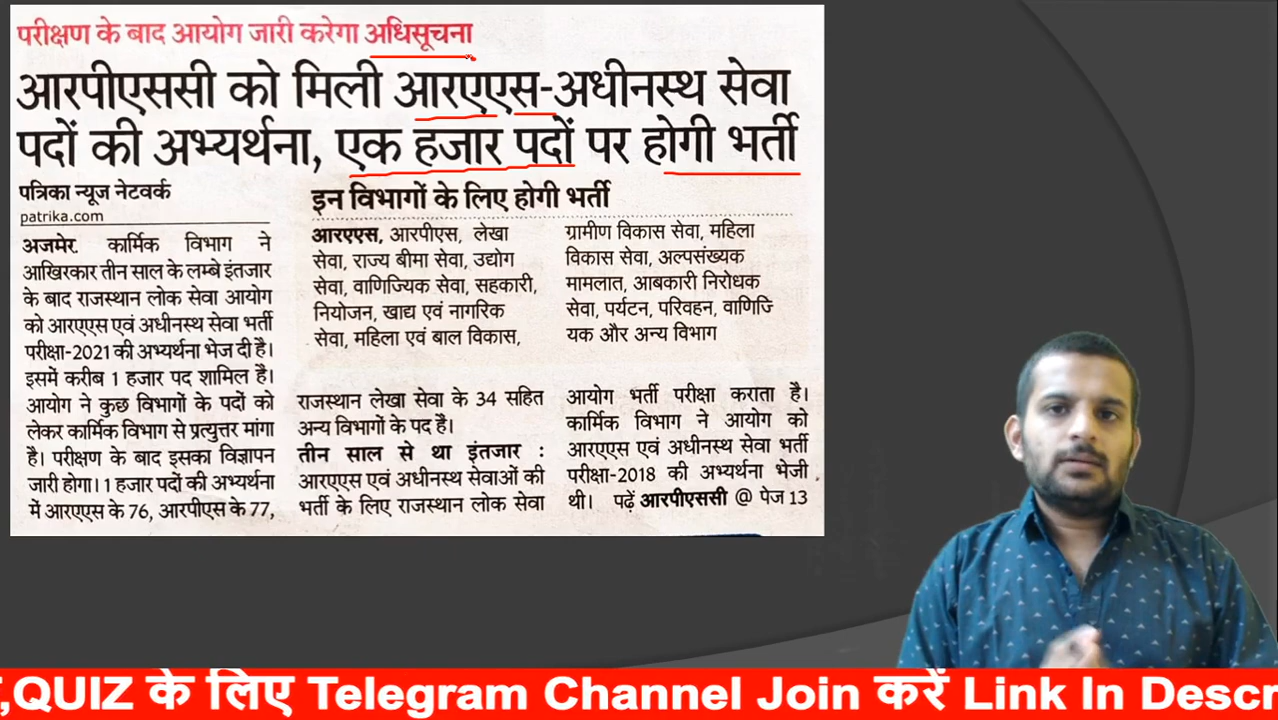 परीक्षण के बाद आयोग जारी करेगा अधिसूचना
आरपीएससी को मिली आरएएस-अधीनस्थ सेवा
पदों की अभ्यर्थना, एक हजार पदों पर होगी भर्ती
पत्रिका न्यूज नेटवर्क
patrika.com
अजमेर. कार्मिक विभाग ने
आखिरकार तीन साल के लम्बे इंतजार
के बाद राजस्थान लोक सेवा आयोग
को आरएएस एवं अधीनस्थ सेवा भर्ती
परीक्षा-2021 की अभ्यर्थना भेज दी है।
इसमें करीब 1 हजार पद शामिल है।
आयोग ने कुछ विभागों के पदों को
लेकर कार्मिक विभाग से प्रत्युत्तर मांगा
है। परीक्षण के बाद इसका विज्ञापन
जारी होगा। 1 हजार पदों की अभ्यर्थना
में आरएएस के 76, आरपीएस के 77,
इन विभागों के लिए होगी भर्ती
आरएएस, आरपीएस, लेखा
सेवा, राज्य बीमा सेवा, उद्योग
सेवा, वाणिज्यिक सेवा, सहकारी,
नियोजन, खाद्य एवं नागरिक
सेवा, महिला एवं बाल विकास,
ग्रामीण विकास सेवा, महिला
विकास सेवा, अल्पसंख्यक
मामलात, आबकारी निरोधक
सेवा, पर्यटन, परिवहन, वाणिज्यि
यक और अन्य विभाग
राजस्थान लेखा सेवा के 34 सहित
अन्य विभागों के पद है।
तीन साल से था इंतजार :
आरएएस एवं अधीनस्थ सेवाओं की
भर्ती के लिए राजस्थान लोक सेवा
आयोग भर्ती परीक्षा कराता है।
कार्मिक विभाग ने आयोग को
आरएएस एवं अधीनस्थ सेवा भर्ती
परीक्षा-2018 की अभ्यर्थना भेजी
थी। पढ़ें आरपीएससी @ पेज 13
,QUIZ के लिए Telegram Channel Join करें Link In Descr